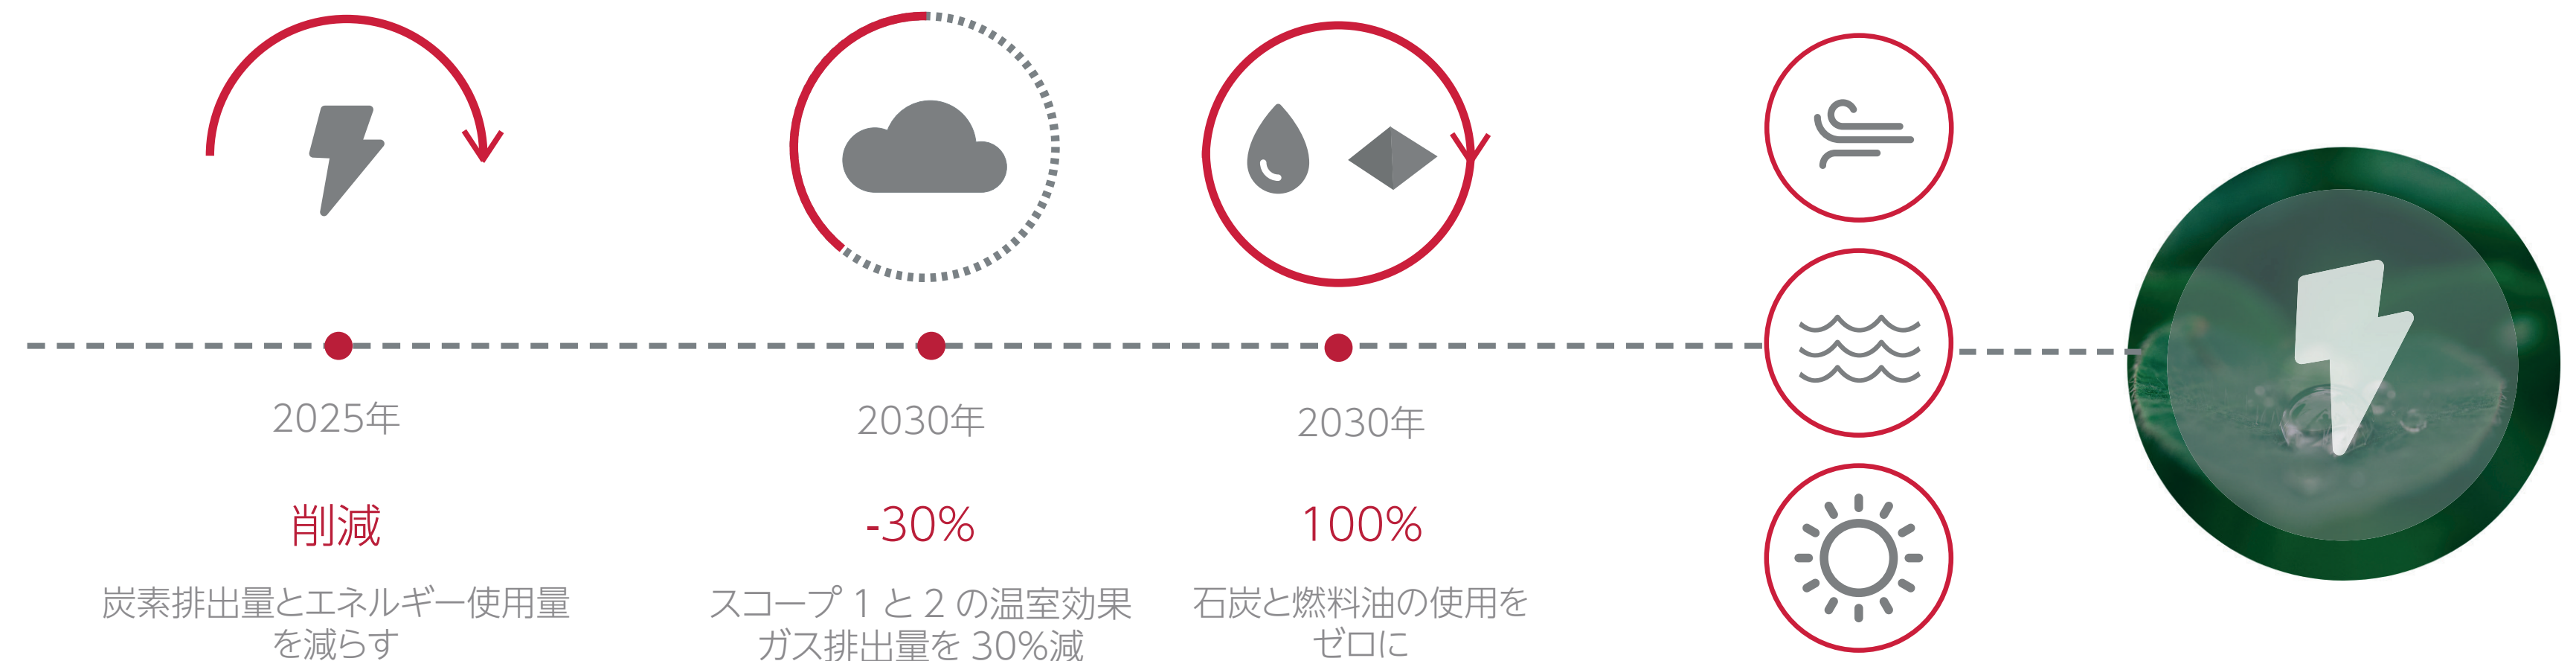 2025年
削減
炭素排出量とエネルギー使用量
を減らす
2030年
-30%
スコープ 1 と 2 の温室効果
ガス排出量を 30%減
2030年
100%
石炭と燃料油の使用を
ゼロに